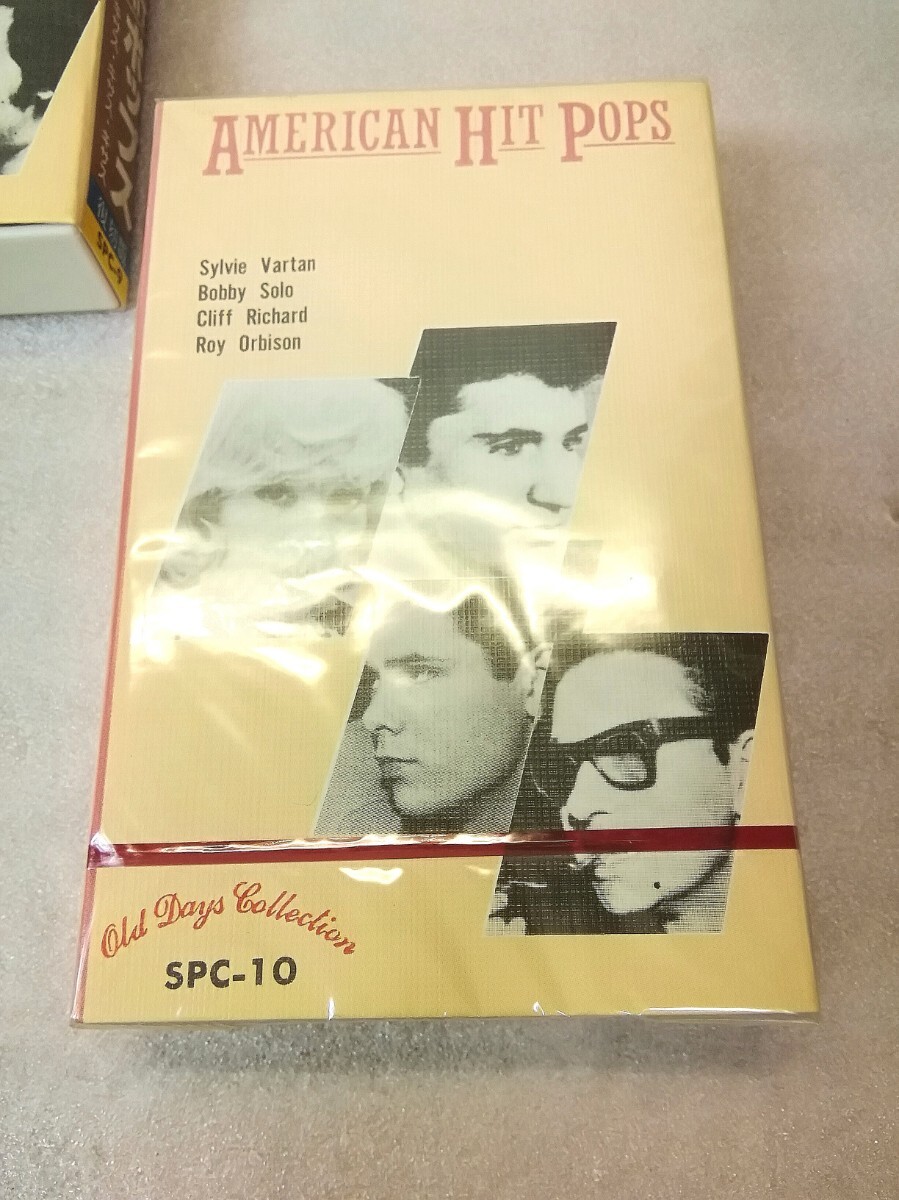 AMERICAN HIT POPS
Sylvie Vartan
Bobby Solo
Cliff Richard
Roy Orbison
Old Days Collection
SPC-10
SPC-9